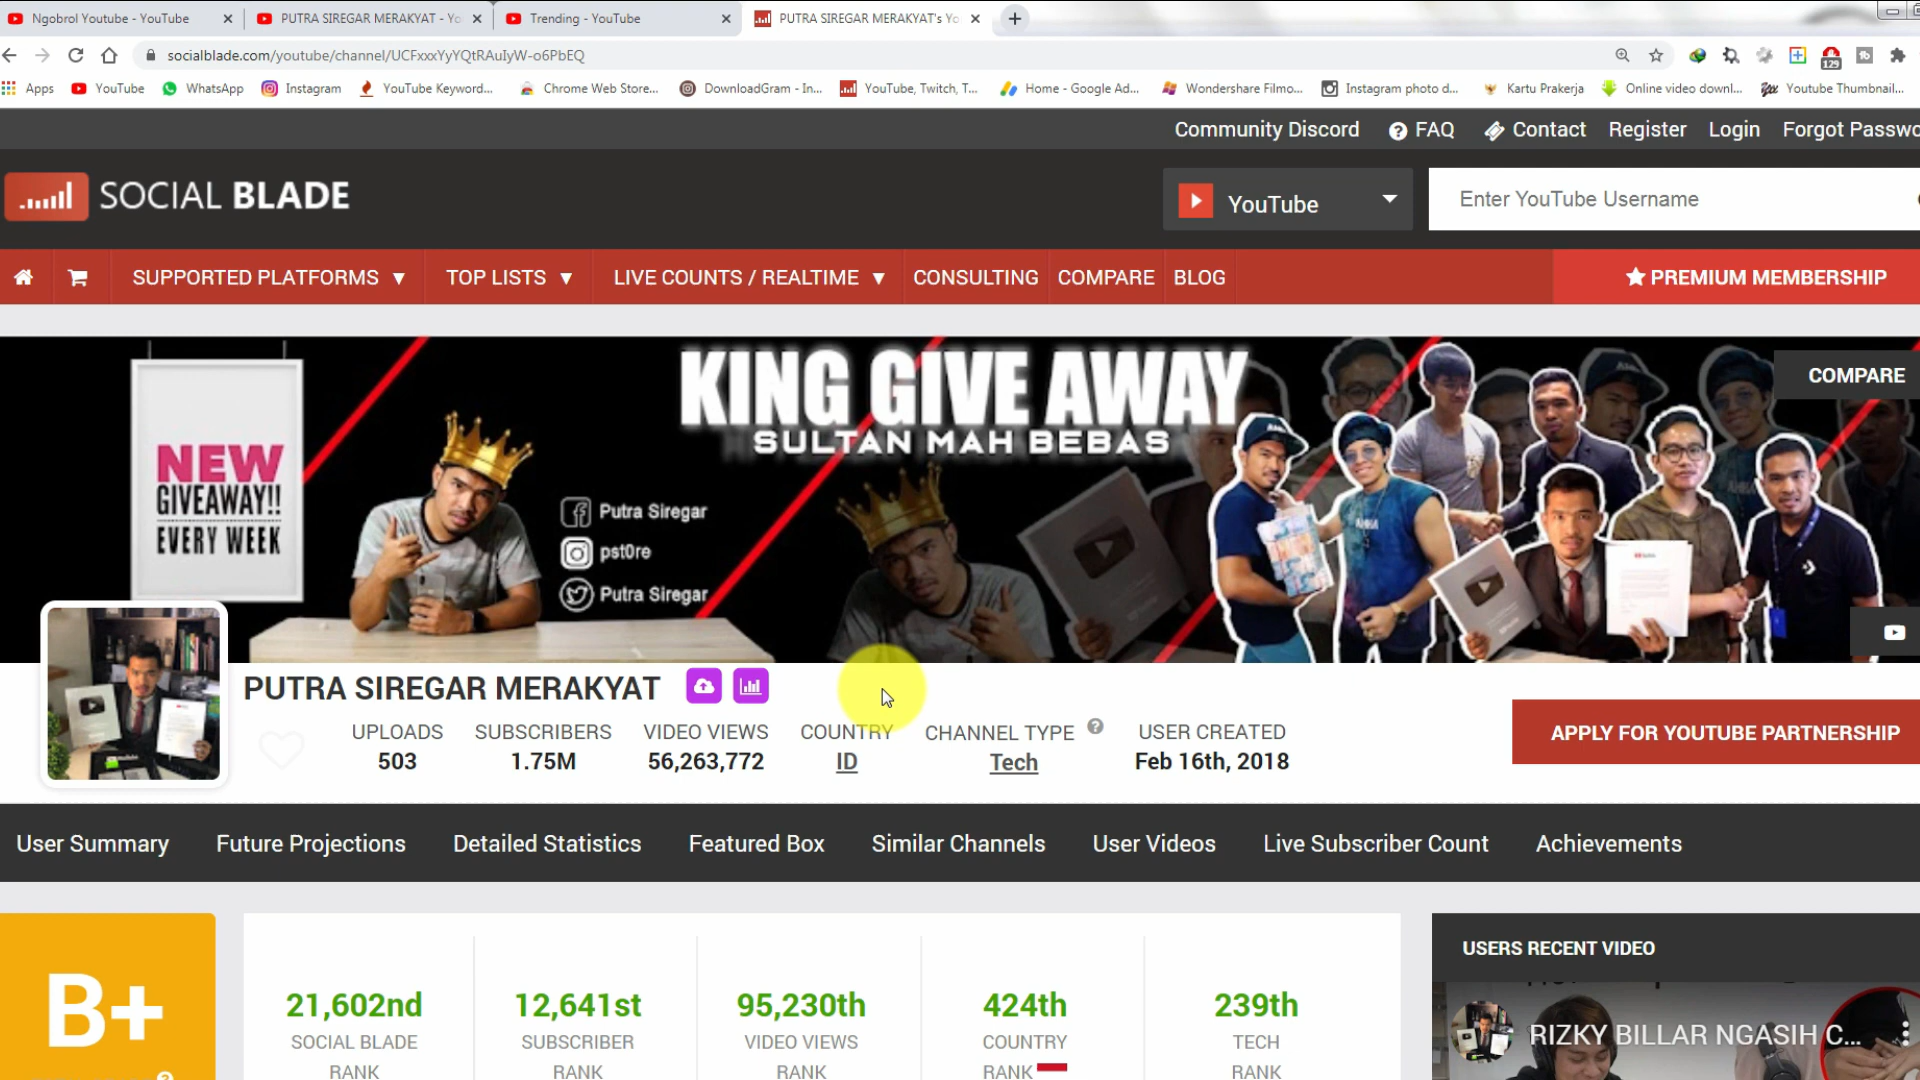 Ngobrol Youtube - YouTube
PUTRA SIREGAR MERAKYAT - Yo
Trending - YouTube
PUTRA SIREGAR MERAKYAT's Yo
socialblade.com/youtube/channel/UCFxxxYyYQtRAuIyW-o6PbEQ
129
Apps
YouTube
WhatsApp
Instagram
YouTube Keyword...
Chrome Web Store...
DownloadGram - In...
YouTube, Twitch, T...
Home - Google Ad...
Wondershare Filmo...
Instagram photo d...
Kartu Prakerja
Online video downl...
Youtube Thumbnail...
Community Discord
FAQ
Contact
Register
Login
Forgot Passwo
SOCIAL BLADE
YouTube
Enter YouTube Username
SUPPORTED PLATFORMS ▼
TOP LISTS ▼
LIVE COUNTS / REALTIME ▼
CONSULTING
COMPARE
BLOG
PREMIUM MEMBERSHIP
NEW
GIVEAWAY!!
EVERY WEEK
KING GIVE AWAY
SULTAN MAH BEBAS
Putra Siregar
pst0re
Putra Siregar
COMPARE
PUTRA SIREGAR MERAKYAT
UPLOADS
503
SUBSCRIBERS
1.75M
VIDEO VIEWS
56,263,772
COUNTRY
ID
CHANNEL TYPE
Tech
USER CREATED
Feb 16th, 2018
APPLY FOR YOUTUBE PARTNERSHIP
User Summary
Future Projections
Detailed Statistics
Featured Box
Similar Channels
User Videos
Live Subscriber Count
Achievements
B+
21,602nd
SOCIAL BLADE
RANK
12,641st
SUBSCRIBER
RANK
95,230th
VIDEO VIEWS
RANK
424th
COUNTRY
RANK
239th
TECH
RANK
USERS RECENT VIDEO
RIZKY BILLAR NGASIH C...